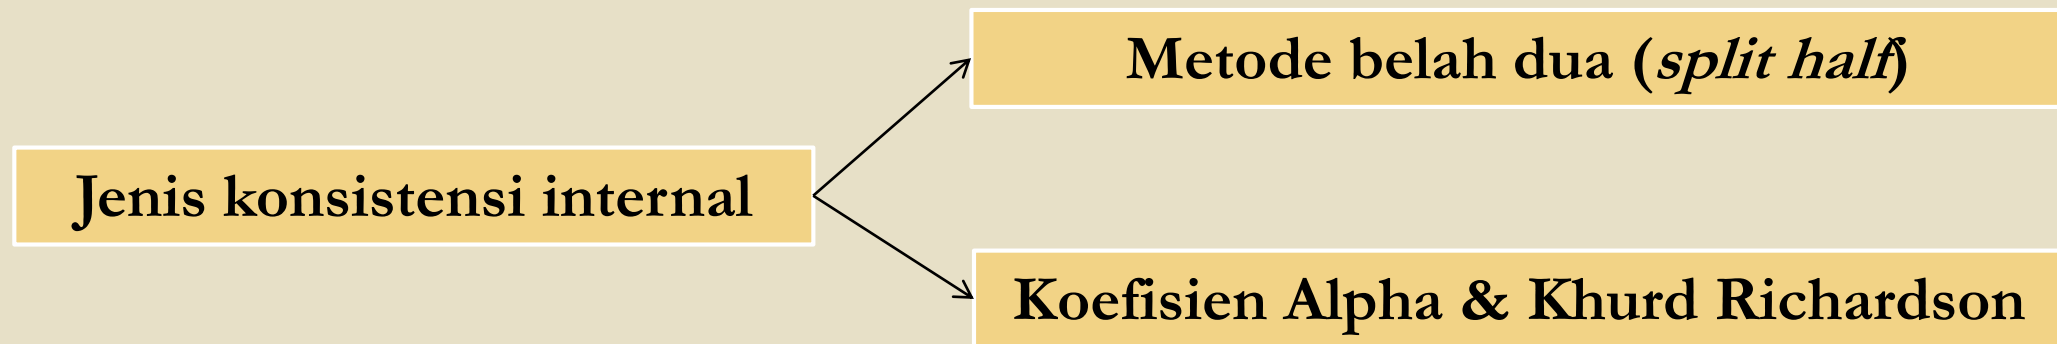 Metode belah dua (split half)
Jenis konsistensi internal
Koefisien Alpha & Khurd Richardson